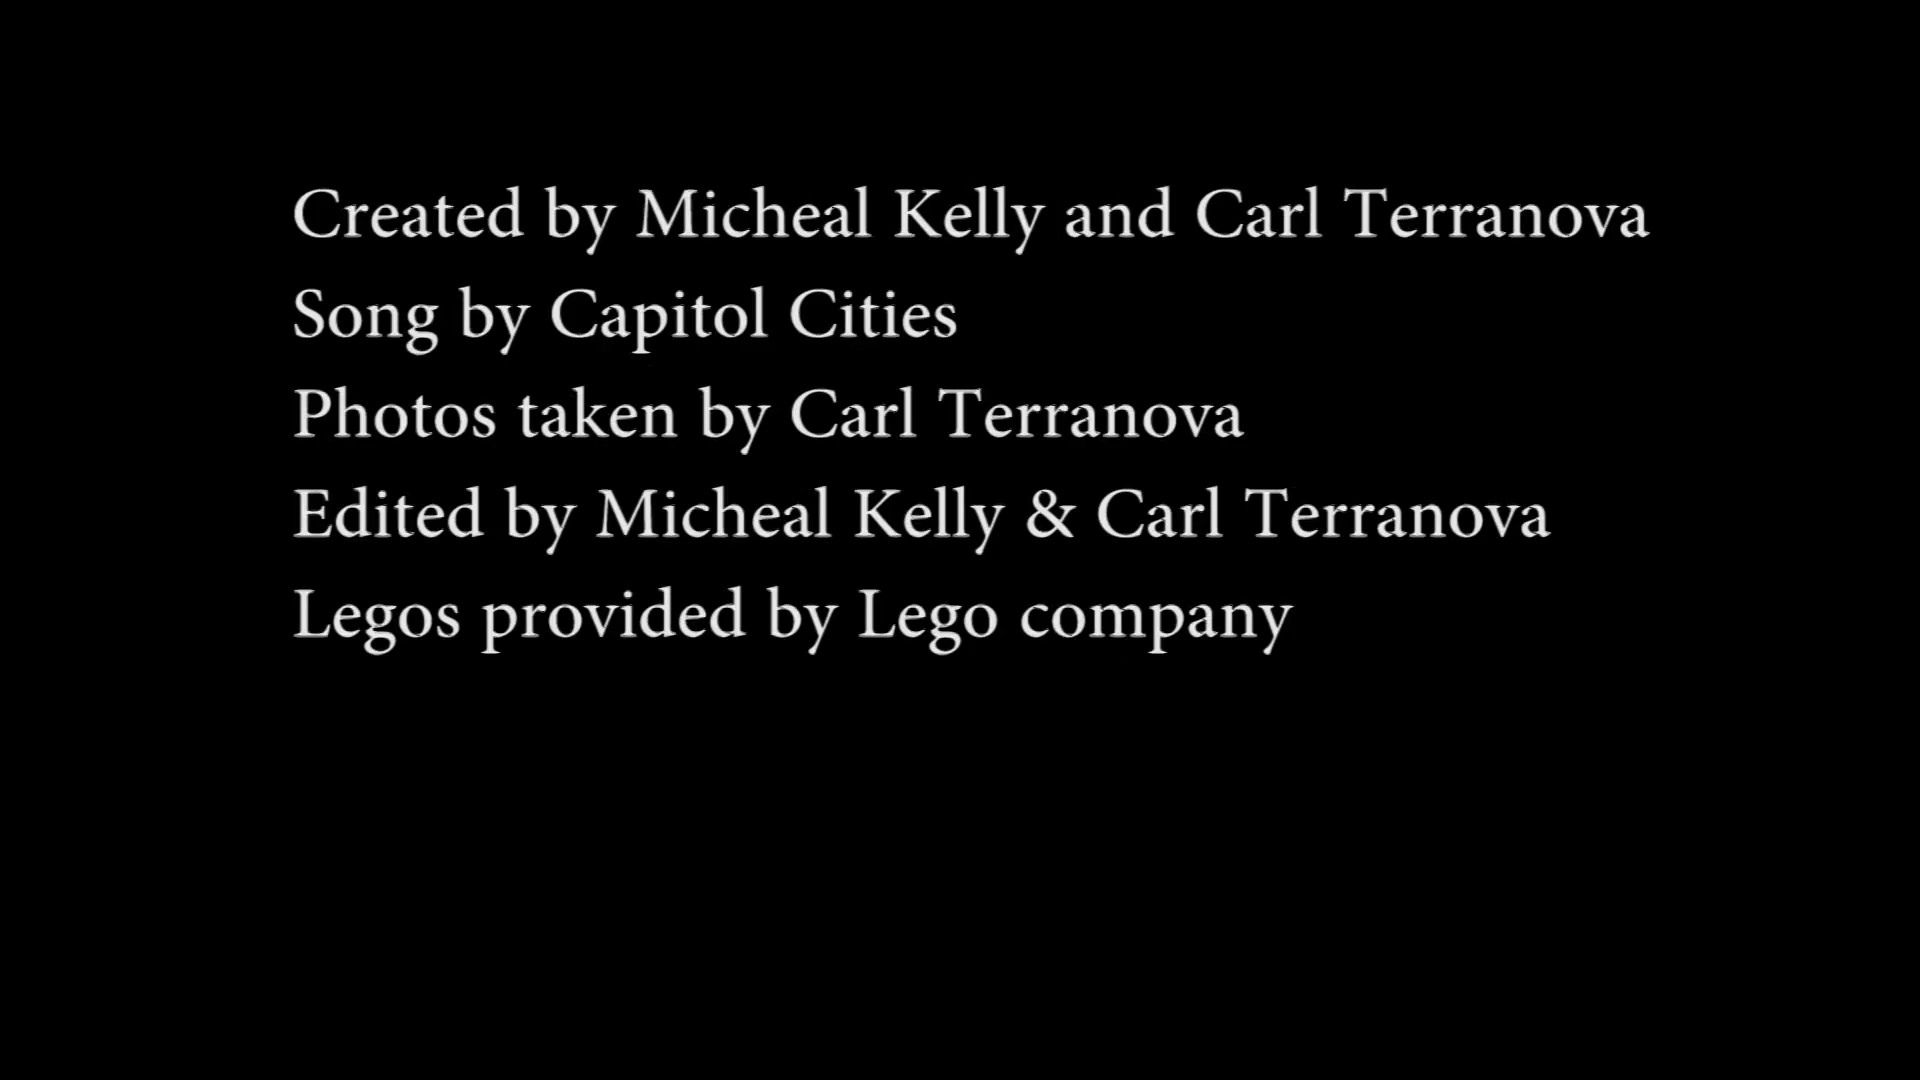 Created by Micheal Kelly and Carl Terranova
Song by Capitol Cities
Photos taken by Carl Terranova
Edited by Micheal Kelly & Carl Terranova
Legos provided by Lego company